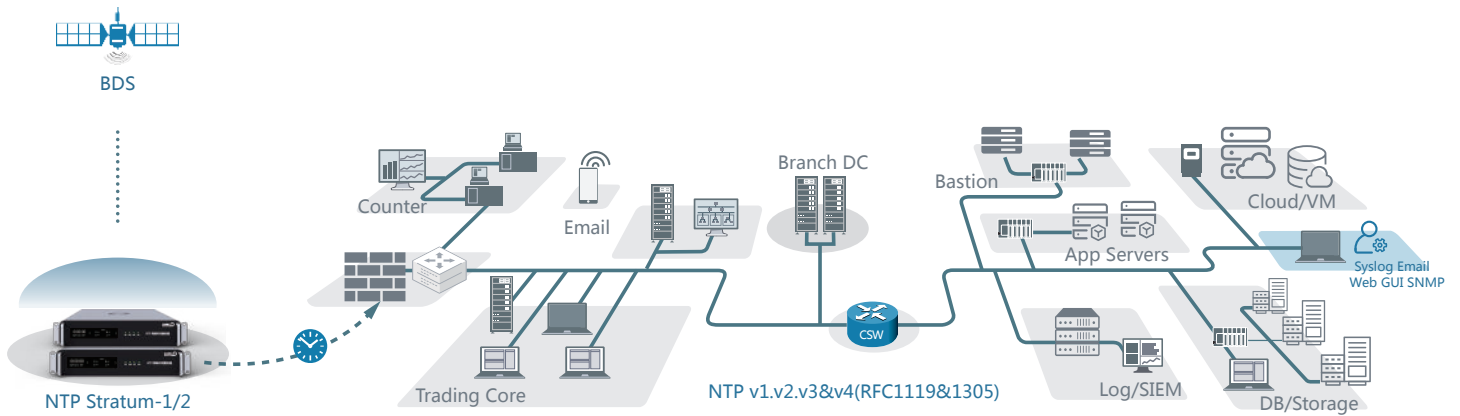 BDS
Branch DC
Bastion
Cloud/VM
Counter
Email
App Servers
Syslog Email
Web GUI SNMP
CSW
NTP Stratum-1/2
Trading Core
NTP v1.v2.v3&v4(RFC1119&1305)
Log/SIEM
DB/Storage